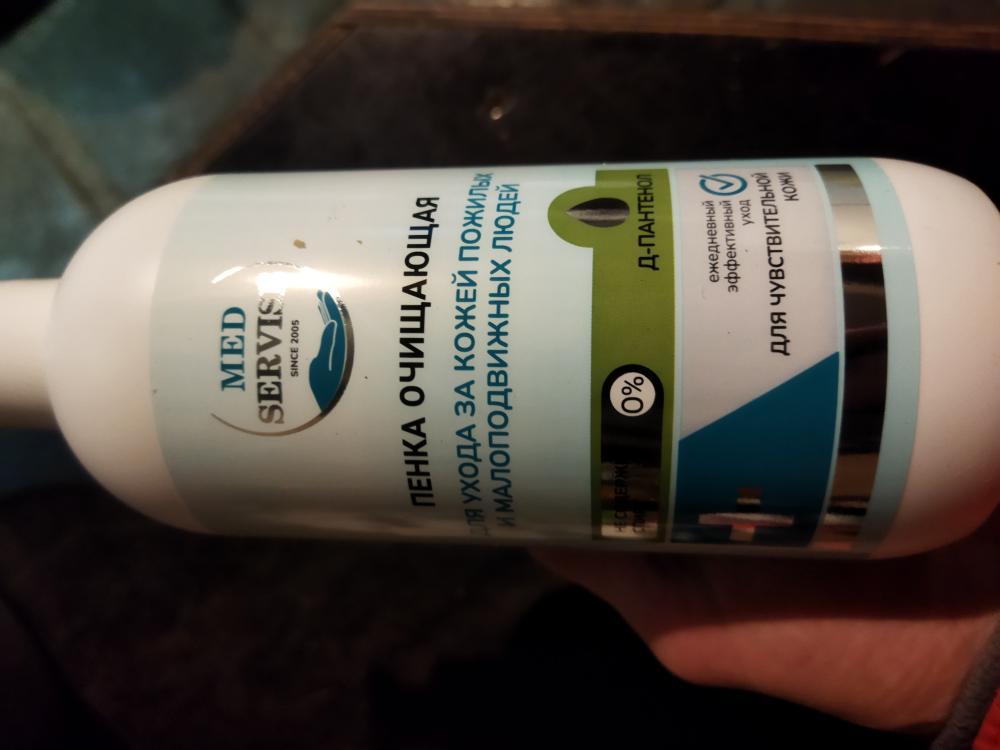 MED
SERVIS
SINCE 2005
ПЕНКА ОЧИЩАЮЩАЯ
ДЛЯ УХОДА ЗА КОЖЕЙ ПОЖИЛЫХ
И МАЛОПОДВИЖНЫХ ЛЮДЕЙ
0%
Д-ПАНТЕНОЛ
ежедневный
эффективный
уход
ДЛЯ ЧУВСТВИТЕЛЬНОЙ
КОЖИ